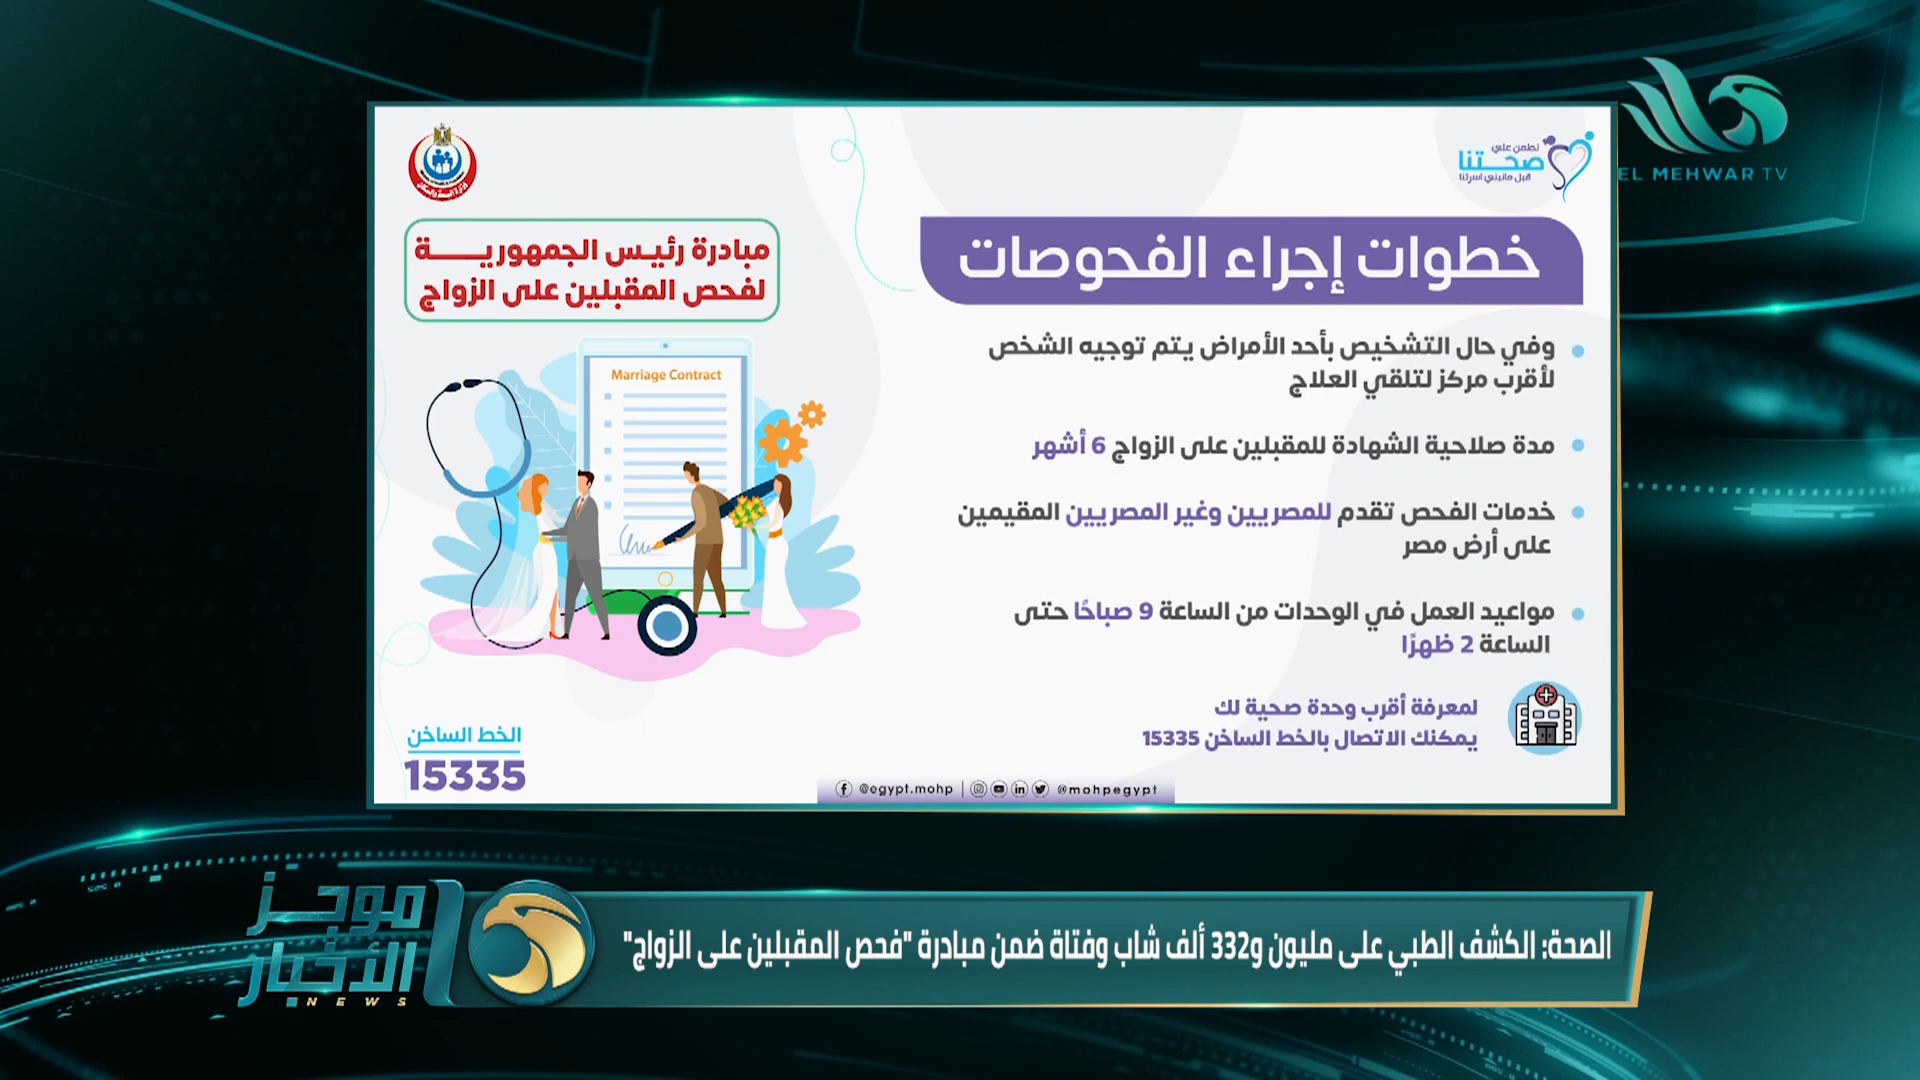 EL MEHWAR TV
نطمن علي
صحتنا
قبل مانبني اسرتنا
وزارة الصحة والسكان
مبادرة رئيس الجمهورية
لفحص المقبلين على الزواج
خطوات إجراء الفحوصات
وفي حال التشخيص بأحد الأمراض يتم توجيه الشخص
لأقرب مركز لتلقي العلاج
مدة صلاحية الشهادة للمقبلين على الزواج 6 أشهر
خدمات الفحص تقدم للمصريين وغير المصريين المقيمين
على أرض مصر
مواعيد العمل في الوحدات من الساعة 9 صباحًا حتى
الساعة 2 ظهرًا
لمعرفة أقرب وحدة صحية لك
يمكنك الاتصال بالخط الساخن 15335
Marriage Contract
الخط الساخن
15335
@egypt.mohp | @mohpegypt
الصحة: الكشف الطبي على مليون و332 ألف شاب وفتاة ضمن مبادرة "فحص المقبلين على الزواج"
موجز
الأخبار
NEWS